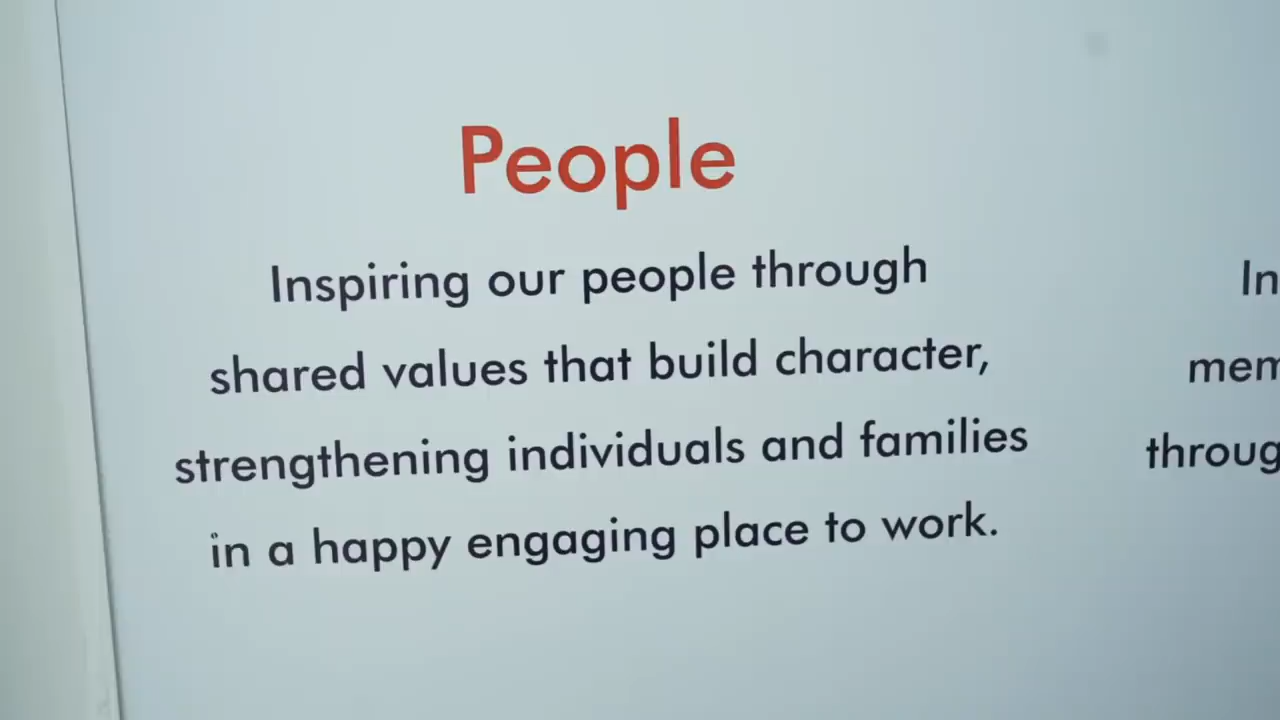 People
Inspiring our people through
shared values that build character,
strengthening individuals and families
in a happy engaging place to work.
In